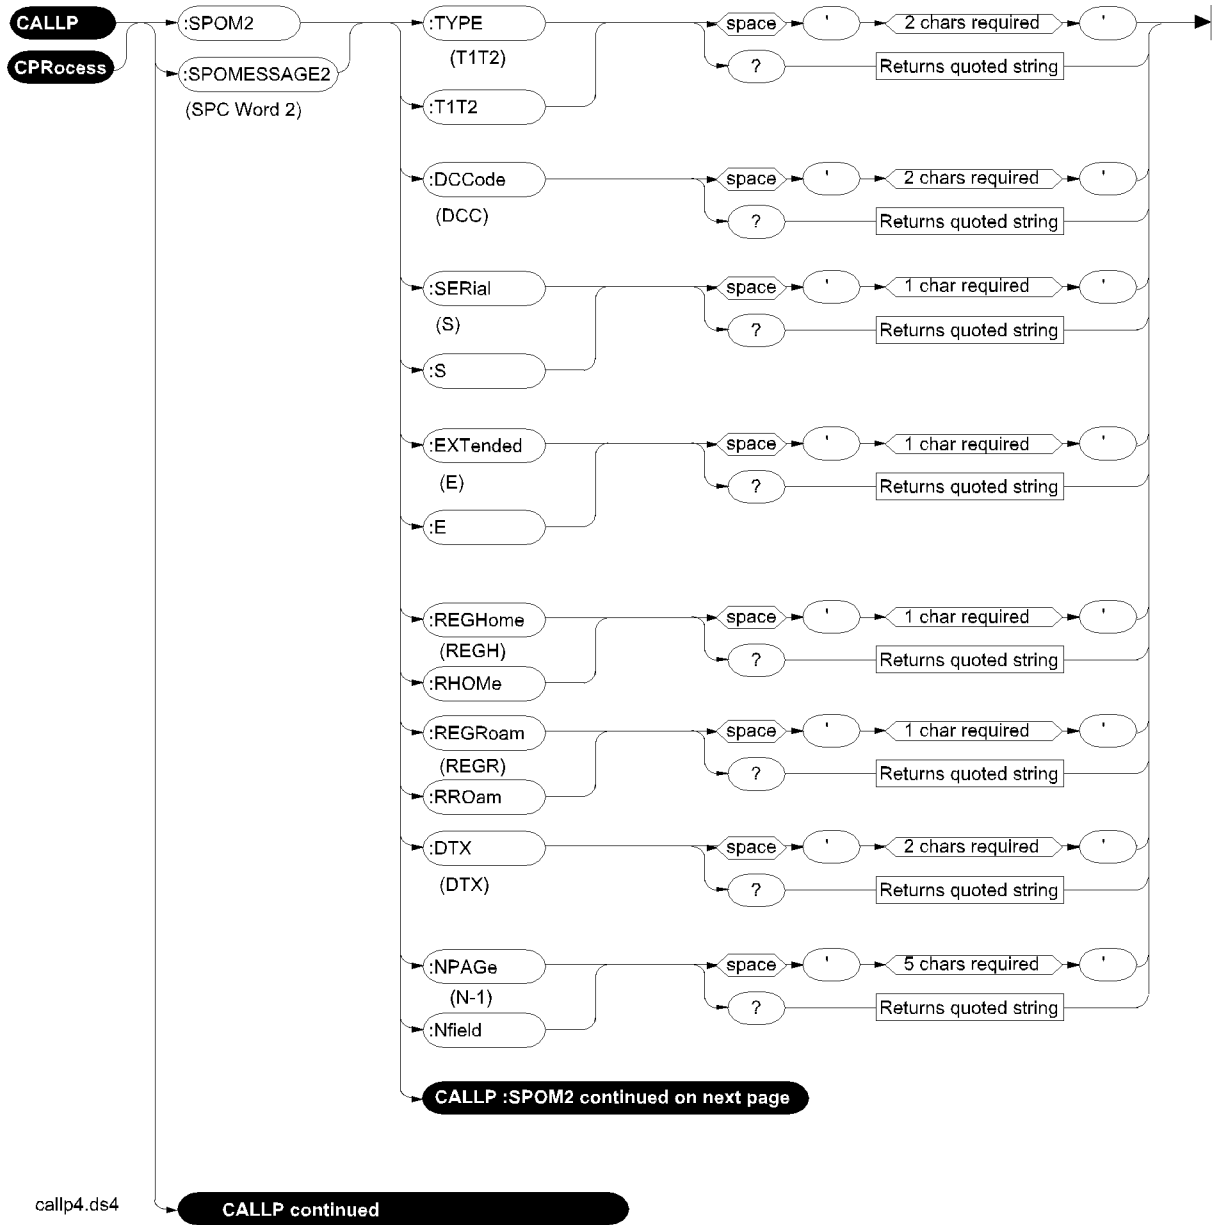 CALLP :SPOM2 :TYPE space ' 2 chars required '
CPRocess :SPOMESSAGE2 (T1T2) ? Returns quoted string
(SPC Word 2) :T1T2
:DCCode space ' 2 chars required '
(DCC) ? Returns quoted string
:SERial space ' 1 char required '
(S) ? Returns quoted string
:S
:EXTended space ' 1 char required '
(E) ? Returns quoted string
:E
:REGHome space ' 1 char required '
(REGH) ? Returns quoted string
:RHOMe
:REGRoam space ' 1 char required '
(REGR) ? Returns quoted string
:RROam
:DTX space ' 2 chars required '
(DTX) ? Returns quoted string
:NPAGe space ' 5 chars required '
(N-1) ? Returns quoted string
:Nfield
CALLP :SPOM2 continued on next page
callp4.ds4 CALLP continued